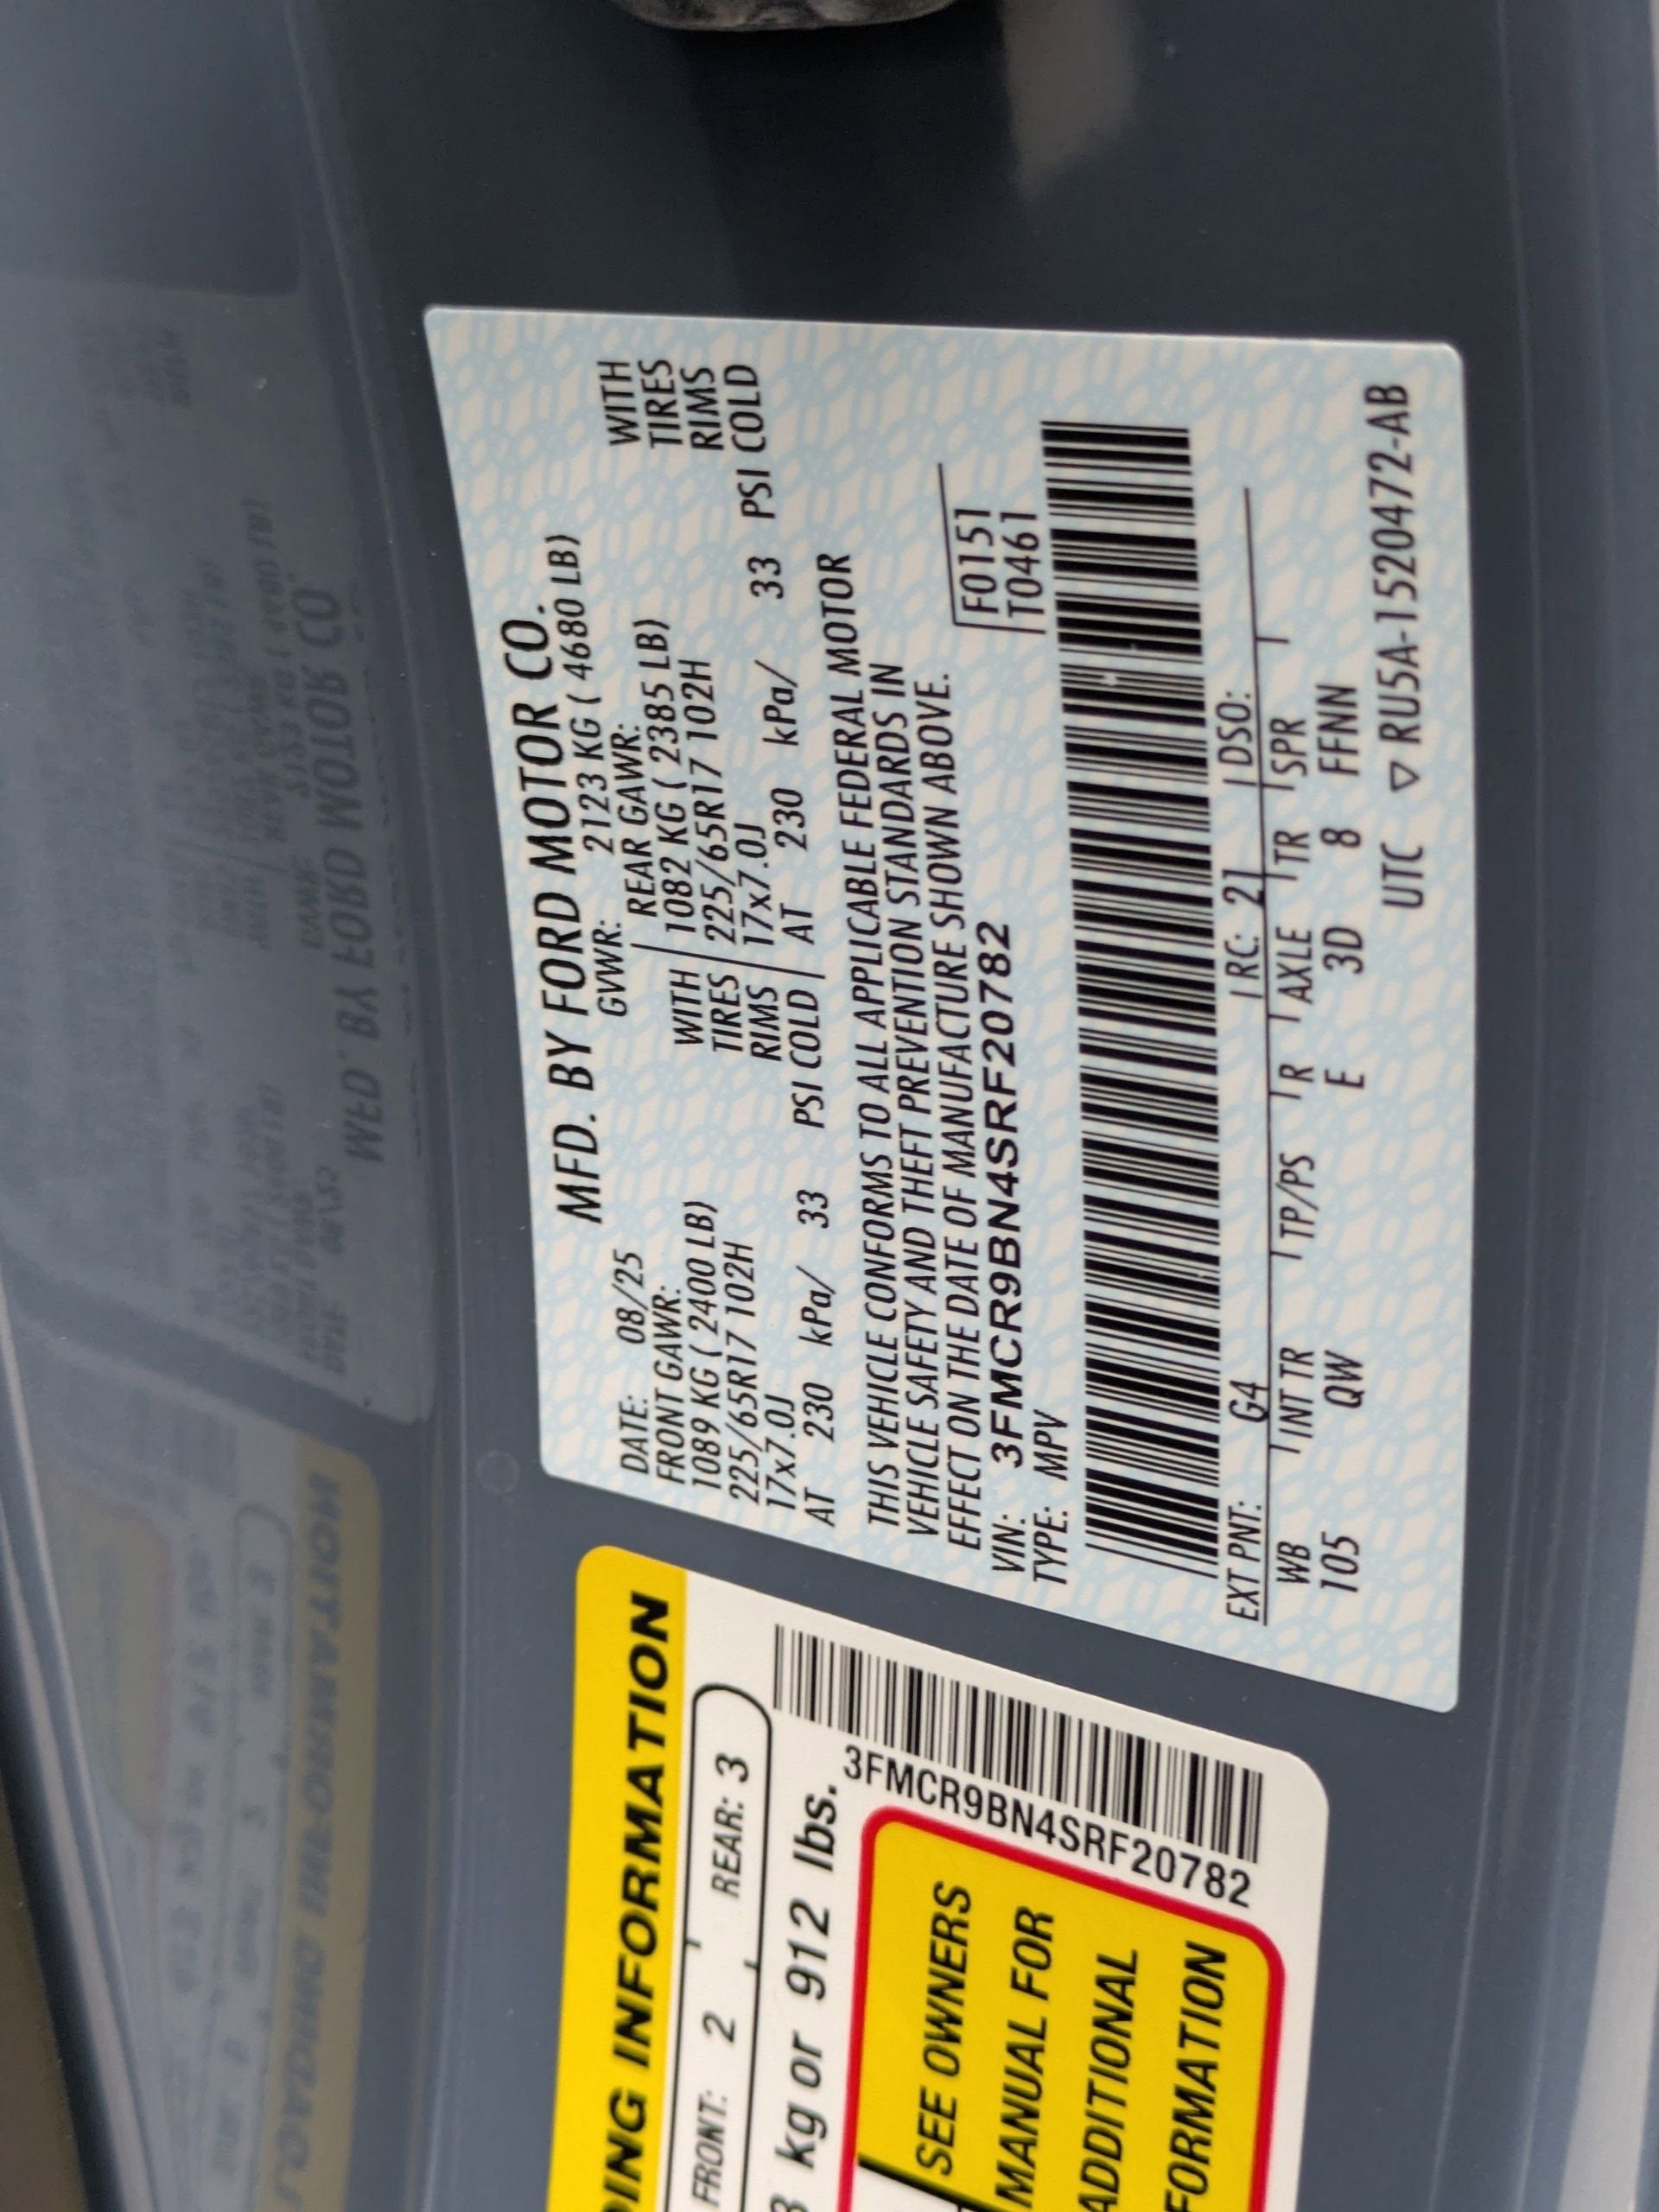 MFD. BY FORD MOTOR CO.
DATE: 08/25 GVWR: 2123 KG ( 4680 LB)
FRONT GAWR: REAR GAWR:
1089 KG ( 2400 LB) WITH 1082 KG ( 2385 LB) WITH
225/65R17 102H TIRES 225/65R17 102H TIRES
17x7.0J RIMS 17x7.0J RIMS
AT 230 kPa/ 33 PSI COLD AT 230 kPa/ 33 PSI COLD
THIS VEHICLE CONFORMS TO ALL APPLICABLE FEDERAL MOTOR
VEHICLE SAFETY AND THEFT PREVENTION STANDARDS IN
EFFECT ON THE DATE OF MANUFACTURE SHOWN ABOVE.
VIN: 3FMCR9BN4SRF20782 F0151
TYPE: MPV T0461
EXT PNT: G4 RC: 21 DSO:
WB INT TR TP/PS R AXLE TR SPR
105 QW E 3D 8 FFNN
UTC ▽ RU5A-1520472-AB
DING INFORMATION
FRONT: 2 REAR: 3
kg or 912 lbs.
3FMCR9BN4SRF20782
SEE OWNERS
MANUAL FOR
ADDITIONAL
FORMATION